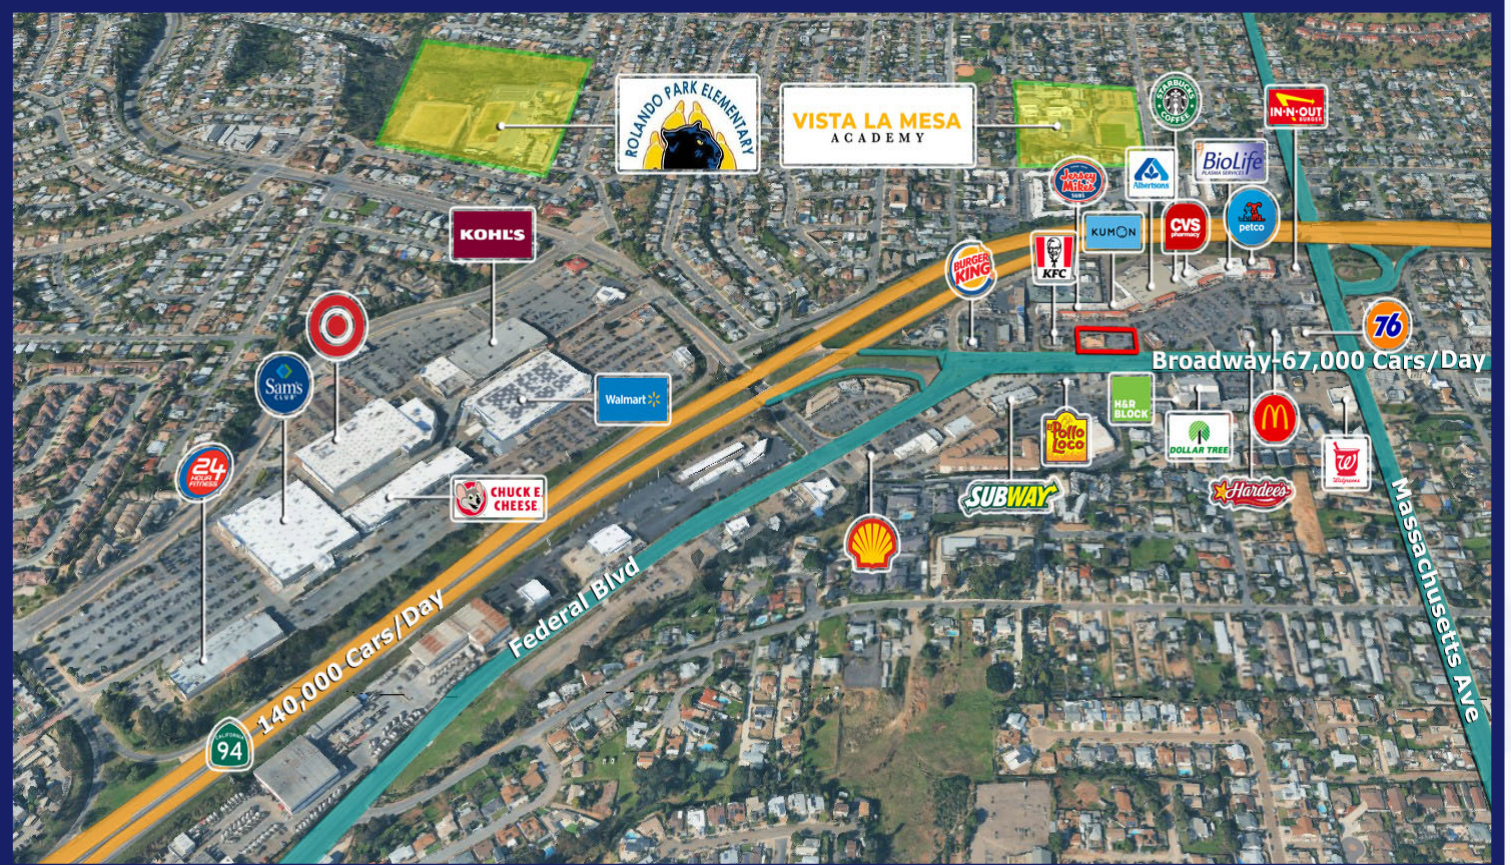 ROLANDO PARK ELEMENTARY
VISTA LA MESA
ACADEMY
STARBUCKS
COFFEE
IN-N-OUT
BURGER
Jersey
Mike's
SUBS
Albertsons
BioLife
PLASMA SERVICES
KOHL'S
KUMON
CVS
pharmacy
petco
BURGER
KING
KFC
76
Broadway-67,000 Cars/Day
Sam's
CLUB
Walmart
H&R
BLOCK
El Pollo
Loco
DOLLAR TREE
24
HOUR
FITNESS
CHUCK E.
CHEESE
SUBWAY
Hardee's
Walgreens
Massachusetts Ave
Federal Blvd
140,000 Cars/Day
CALIFORNIA
94